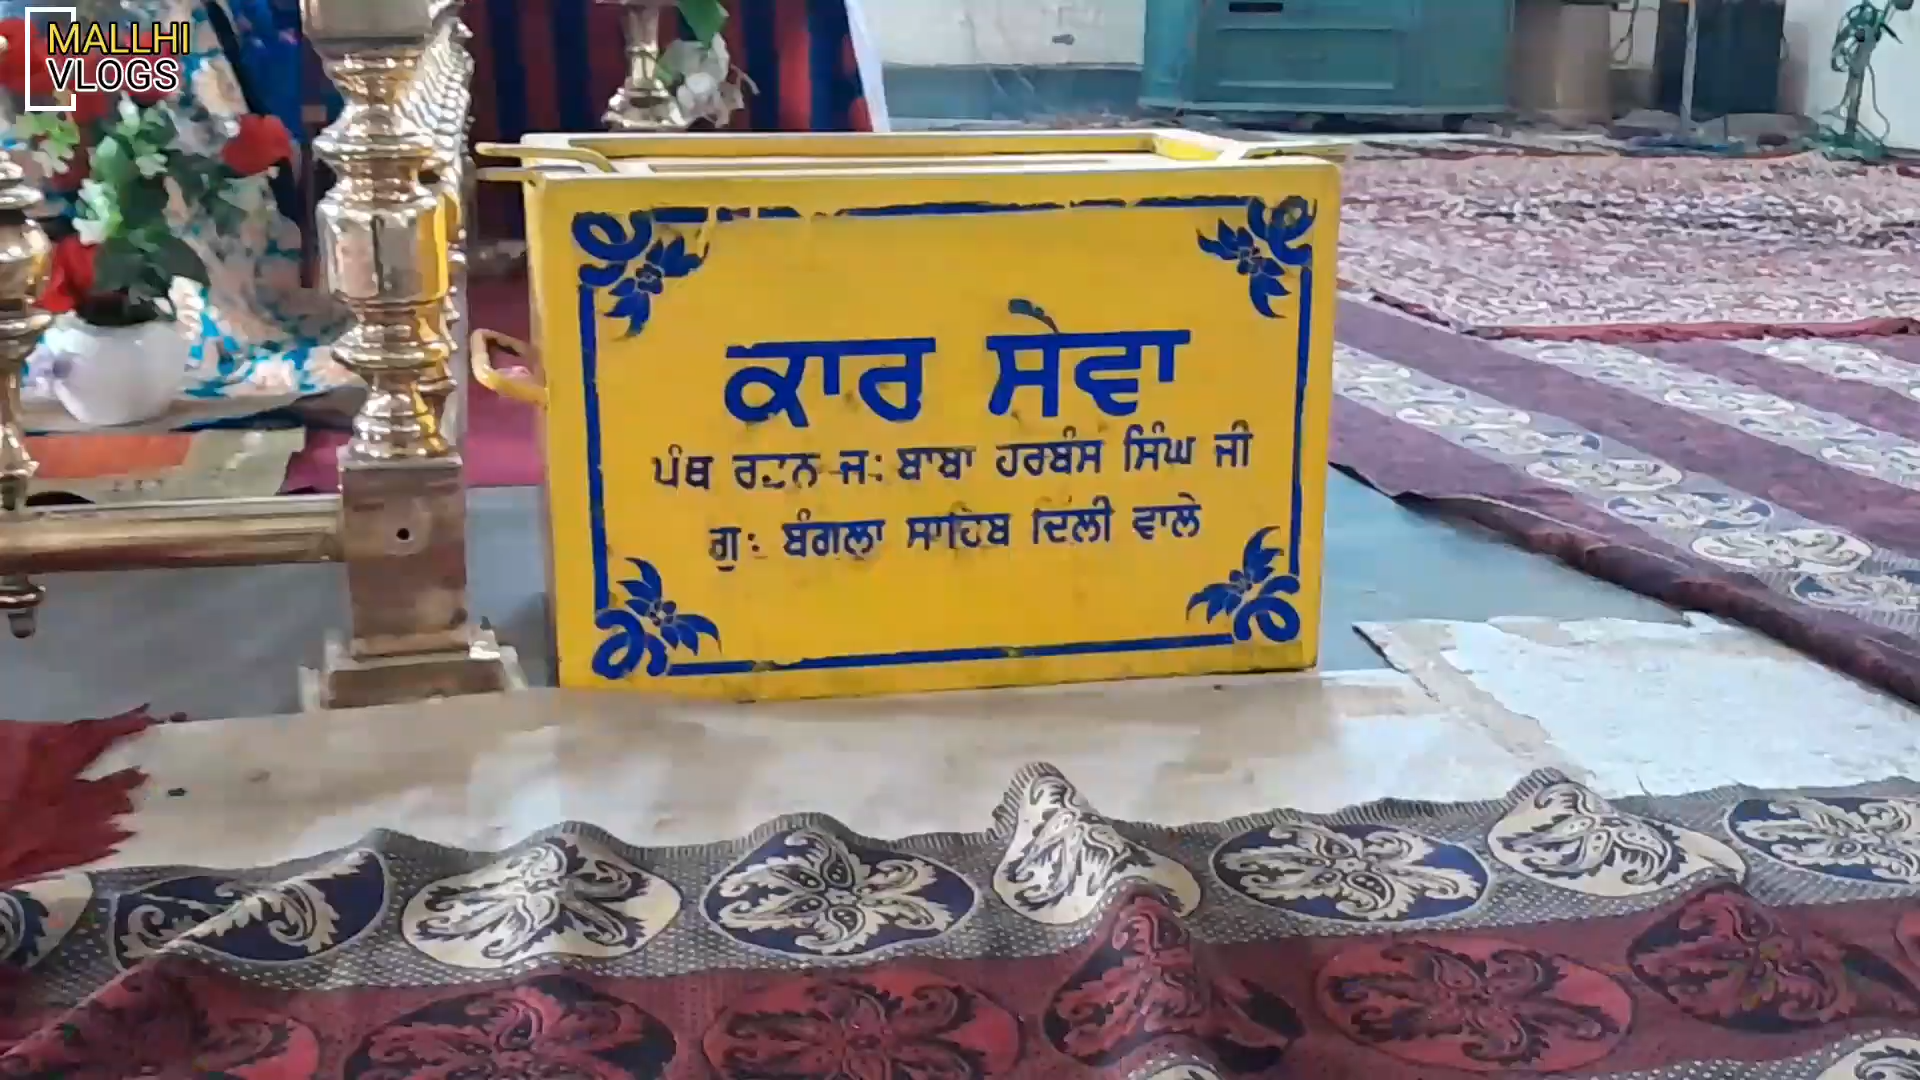 MALLHI
VLOGS
ਕਾਰ ਸੇਵਾ
ਪੰਥ ਰਤਨ ਜ: ਬਾਬਾ ਹਰਬੰਸ ਸਿੰਘ ਜੀ
ਗੁ: ਬੰਗਲਾ ਸਾਹਿਬ ਦਿੱਲੀ ਵਾਲੇ